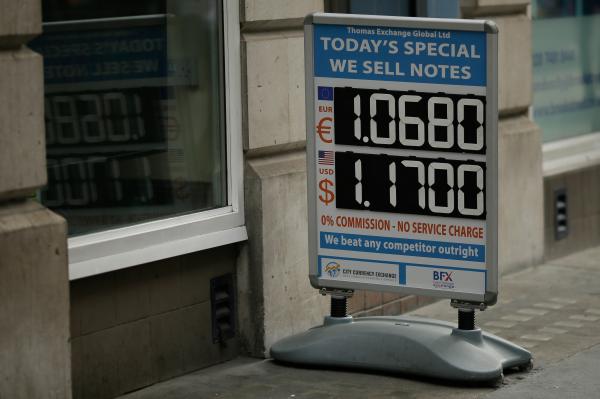 Thomas Exchange Global Ltd
TODAY'S SPECIAL
WE SELL NOTES
EUR
€ 1.0680
USD
$ 1.1700
0% COMMISSION - NO SERVICE CHARGE
We beat any competitor outright
CITY CURRENCY EXCHANGE
BFX